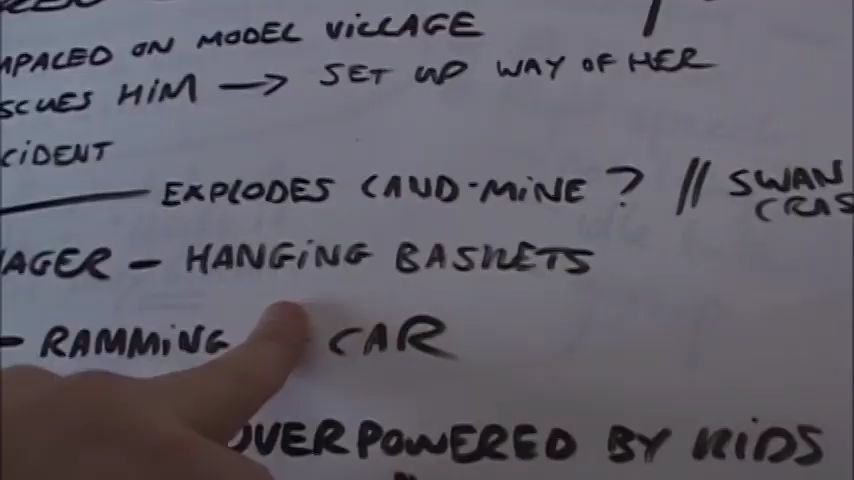 MPALED ON MODEL VILLAGE
SCUES HIM → SET UP WAY OF HER
CIDENT
EXPLODES LAND-MINE ? // SWAN
CRAS
AGER - HANGING BASKETS
- RAMMING CAR
OVERPOWERED BY KIDS